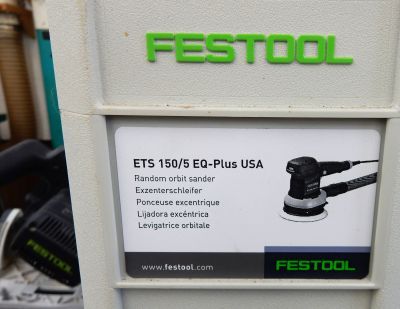 FESTOOL
ETS 150/5 EQ-Plus USA
Random orbit sander
Exzenterschleifer
Ponceuse excentrique
Lijadora excéntrica
Levigatrice orbitale
www.festool.com
FESTOOL
FESTOOL